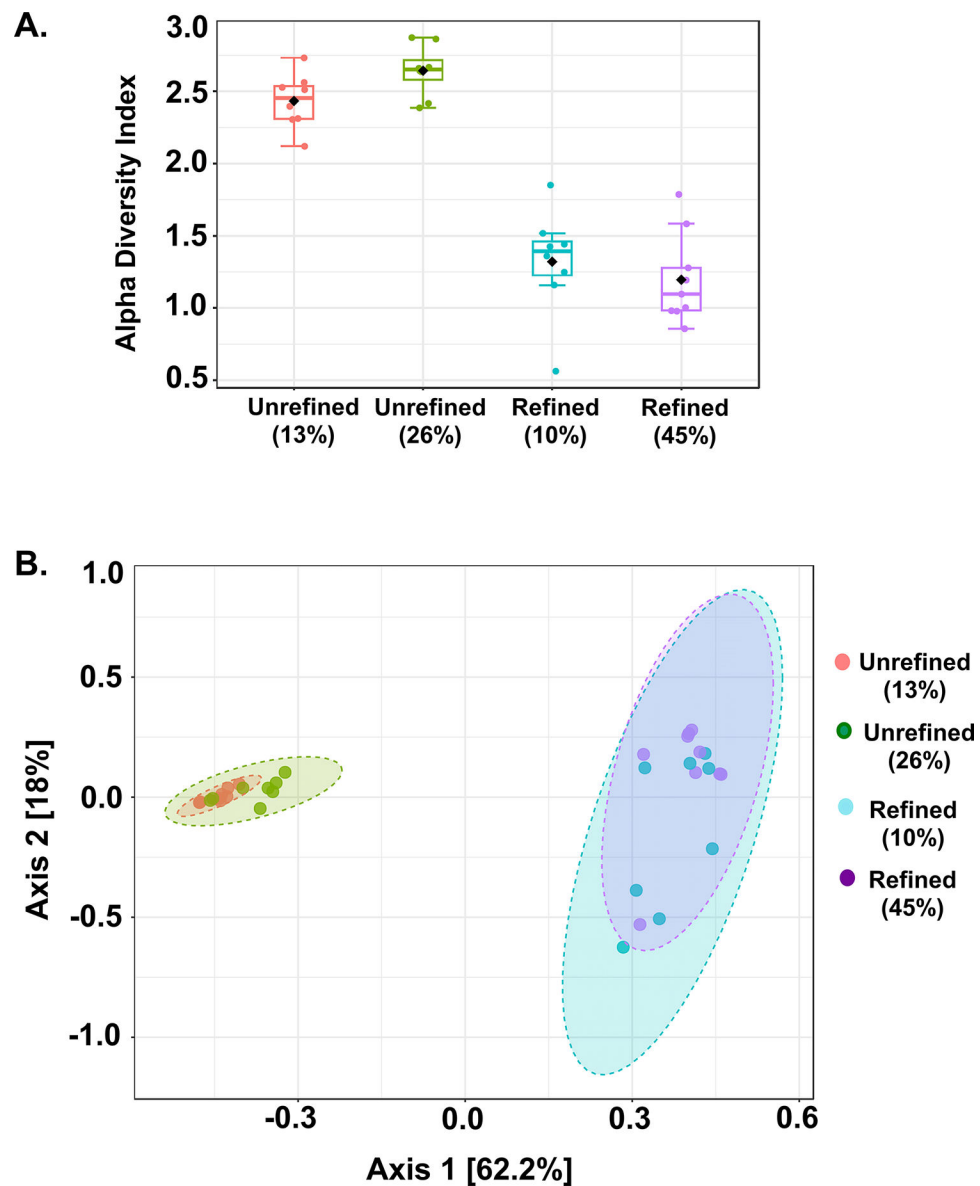 A.
Alpha Diversity Index
3.0
2.5
2.0
1.5
1.0
0.5
Unrefined
(13%)
Unrefined
(26%)
Refined
(10%)
Refined
(45%)
B.
Axis 2 [18%]
1.0
0.5
0.0
-0.5
-1.0
-0.3
0.0
0.3
0.6
Axis 1 [62.2%]
Unrefined
(13%)
Unrefined
(26%)
Refined
(10%)
Refined
(45%)